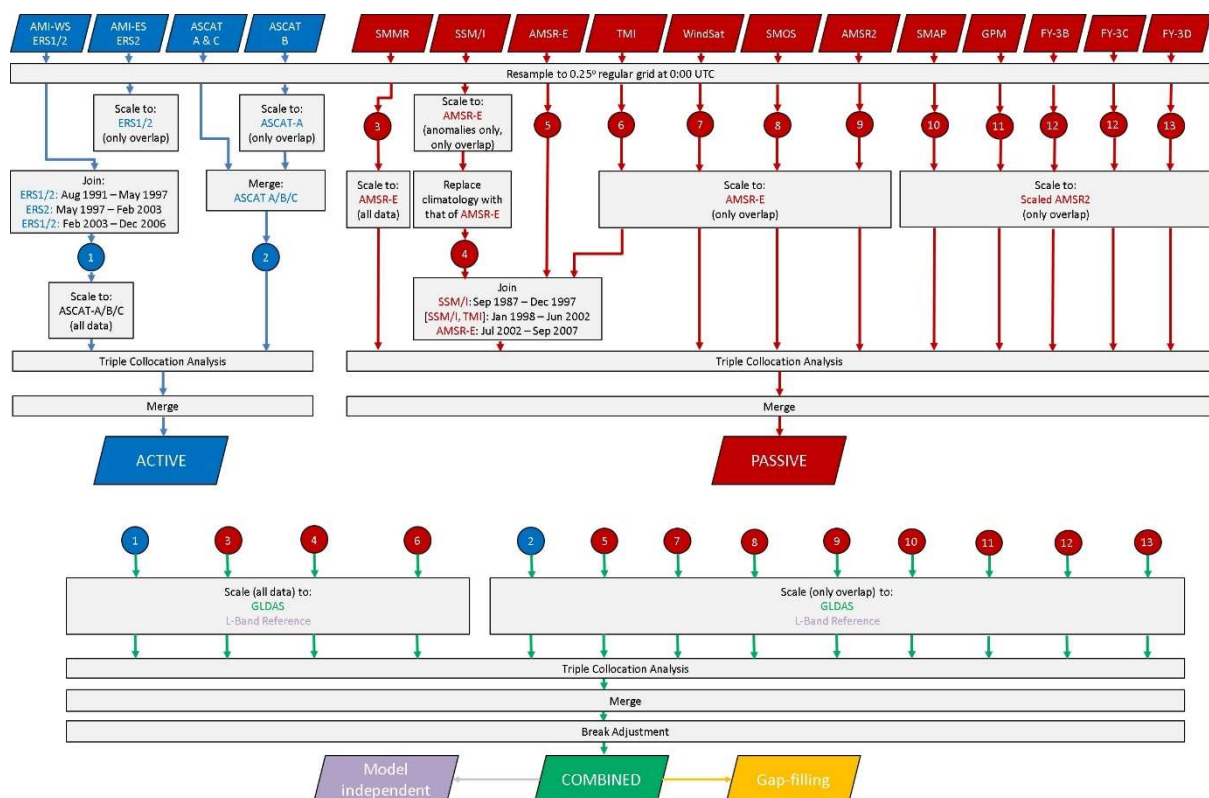 AMI-WS
ERS1/2
AMI-ES
ERS2
ASCAT
A & C
ASCAT
B
SMMR
SSM/I
AMSR-E
TMI
WindSat
SMOS
AMSR2
SMAP
GPM
FY-3B
FY-3C
FY-3D
Resample to 0.25° regular grid at 0:00 UTC
Scale to:
ERS1/2
(only overlap)
Scale to:
ASCAT-A
(only overlap)
3
Scale to:
AMSR-E
(anomalies only,
only overlap)
5
6
7
8
9
10
11
12
12
13
Join:
ERS1/2: Aug 1991 – May 1997
ERS2: May 1997 – Feb 2003
ERS1/2: Feb 2003 – Dec 2006
Merge:
ASCAT A/B/C
Scale to:
AMSR-E
(all data)
Replace
climatology with
that of AMSR-E
Scale to:
AMSR-E
(only overlap)
Scale to:
Scaled AMSR2
(only overlap)
1
2
4
Scale to:
ASCAT-A/B/C
(all data)
Join
SSM/I: Sep 1987 – Dec 1997
[SSM/I, TMI]: Jan 1998 – Jun 2002
AMSR-E: Jul 2002 – Sep 2007
Triple Collocation Analysis
Triple Collocation Analysis
Merge
Merge
ACTIVE
PASSIVE
1
3
4
6
2
5
7
8
9
10
11
12
13
Scale (all data) to:
GLDAS
L-Band Reference
Scale (only overlap) to:
GLDAS
L-Band Reference
Triple Collocation Analysis
Merge
Break Adjustment
Model
independent
COMBINED
Gap-filling